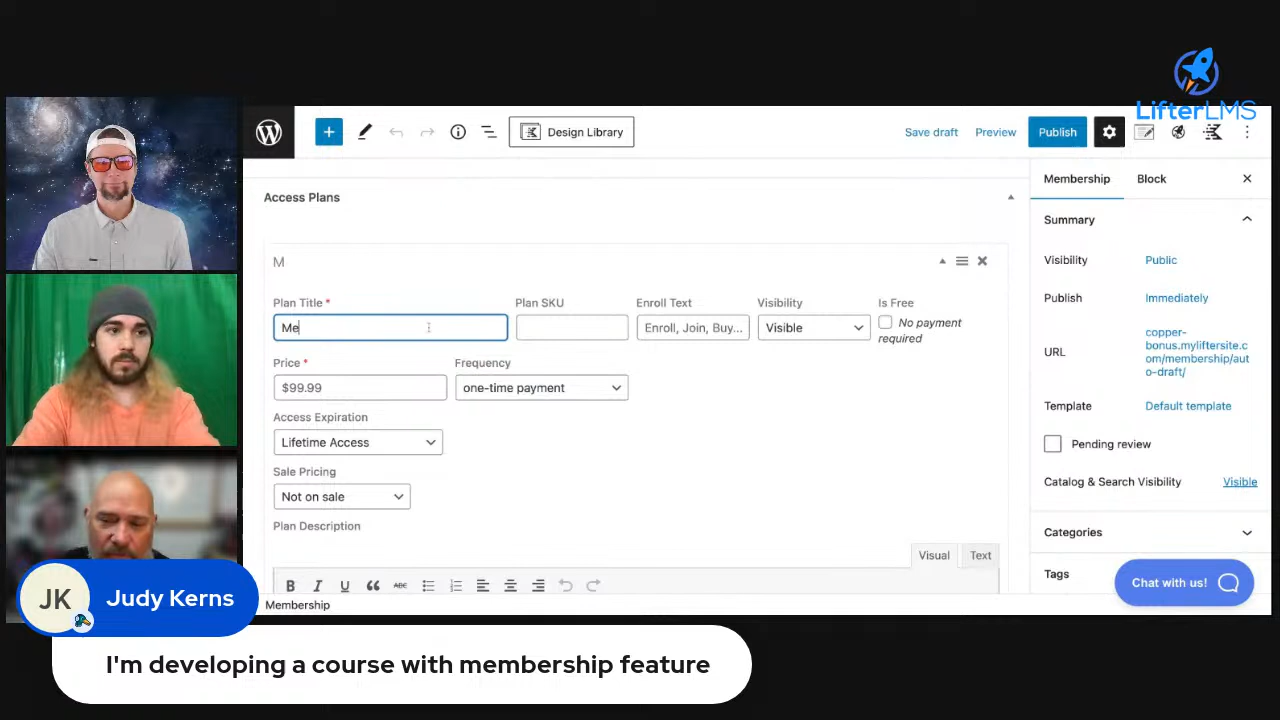 LifterLMS
Design Library
Save draft
Preview
Publish
Access Plans
M
Plan Title *
Plan SKU
Enroll Text
Visibility
Is Free
Me
Enroll, Join, Buy...
Visible
No payment required
Price *
Frequency
$99.99
one-time payment
Access Expiration
Lifetime Access
Sale Pricing
Not on sale
Plan Description
Visual
Text
B I U ABC
Membership
Membership
Block
Summary
Visibility
Public
Publish
Immediately
URL
copper-
bonus.myliftersite.c
om/membership/aut
o-draft/
Template
Default template
Pending review
Catalog & Search Visibility
Visible
Categories
Tags
Chat with us!
JK
Judy Kerns
I'm developing a course with membership feature